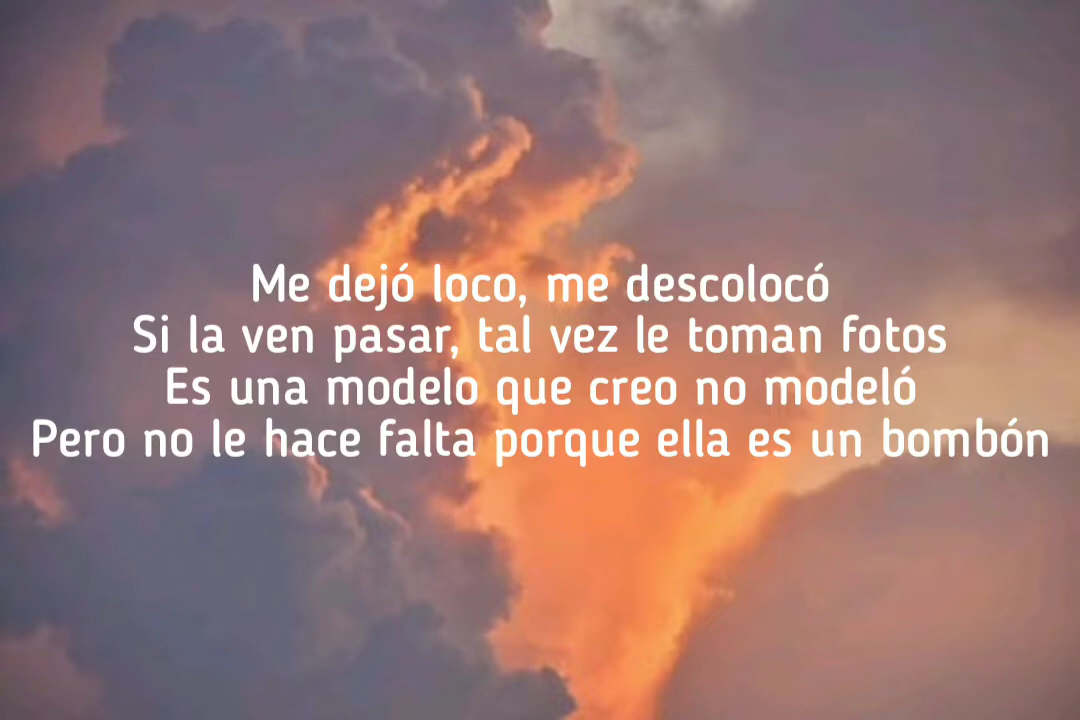 Me dejó loco, me descolocó
Si la ven pasar, tal vez le toman fotos
Es una modelo que creo no modeló
Pero no le hace falta porque ella es un bombón